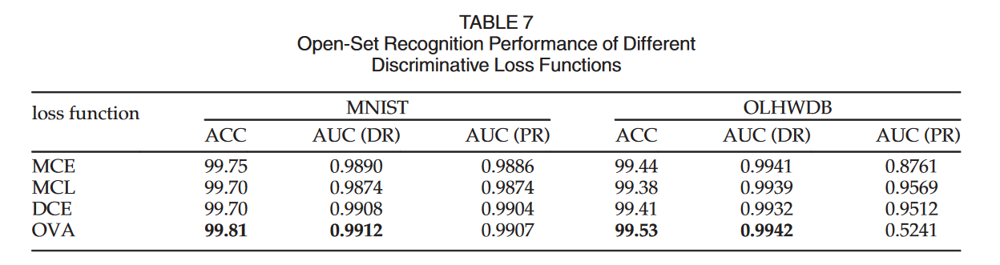 TABLE 7
Open-Set Recognition Performance of Different
Discriminative Loss Functions
loss function MNIST OLHWDB
ACC AUC (DR) AUC (PR) ACC AUC (DR) AUC (PR)
MCE 99.75 0.9890 0.9886 99.44 0.9941 0.8761
MCL 99.70 0.9874 0.9874 99.38 0.9939 0.9569
DCE 99.70 0.9908 0.9904 99.41 0.9932 0.9512
OVA 99.81 0.9912 0.9907 99.53 0.9942 0.5241